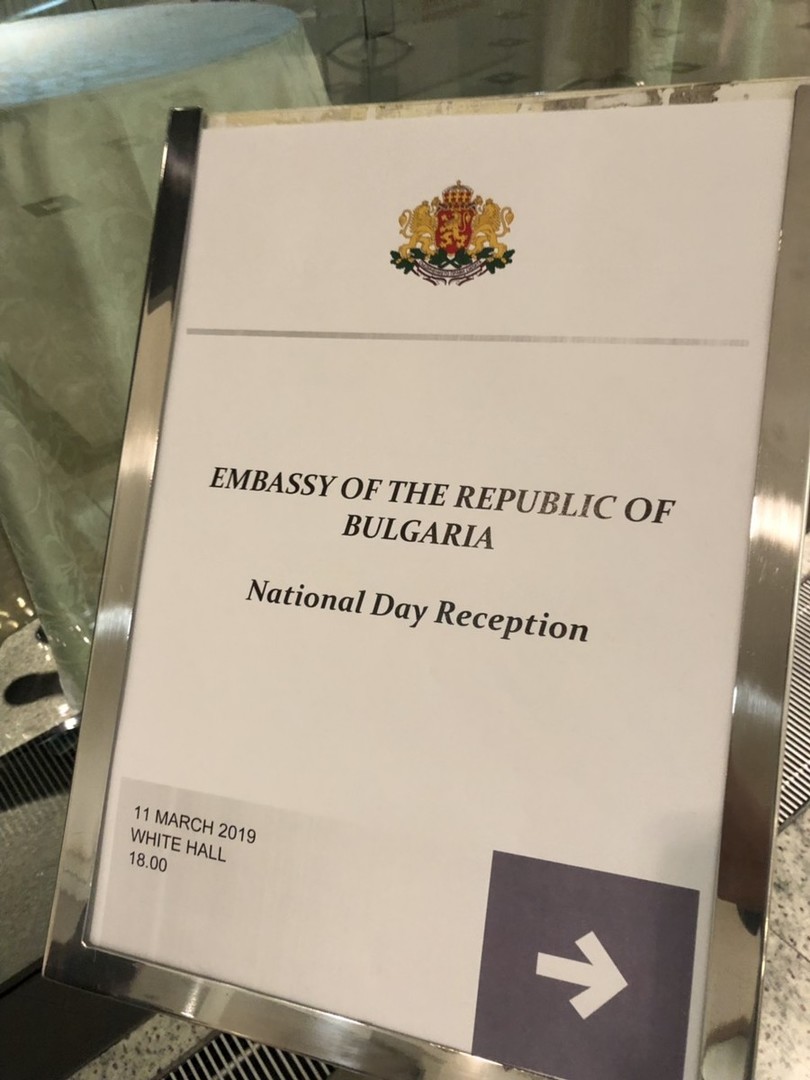 EMBASSY OF THE REPUBLIC OF
BULGARIA
National Day Reception
11 MARCH 2019
WHITE HALL
18.00